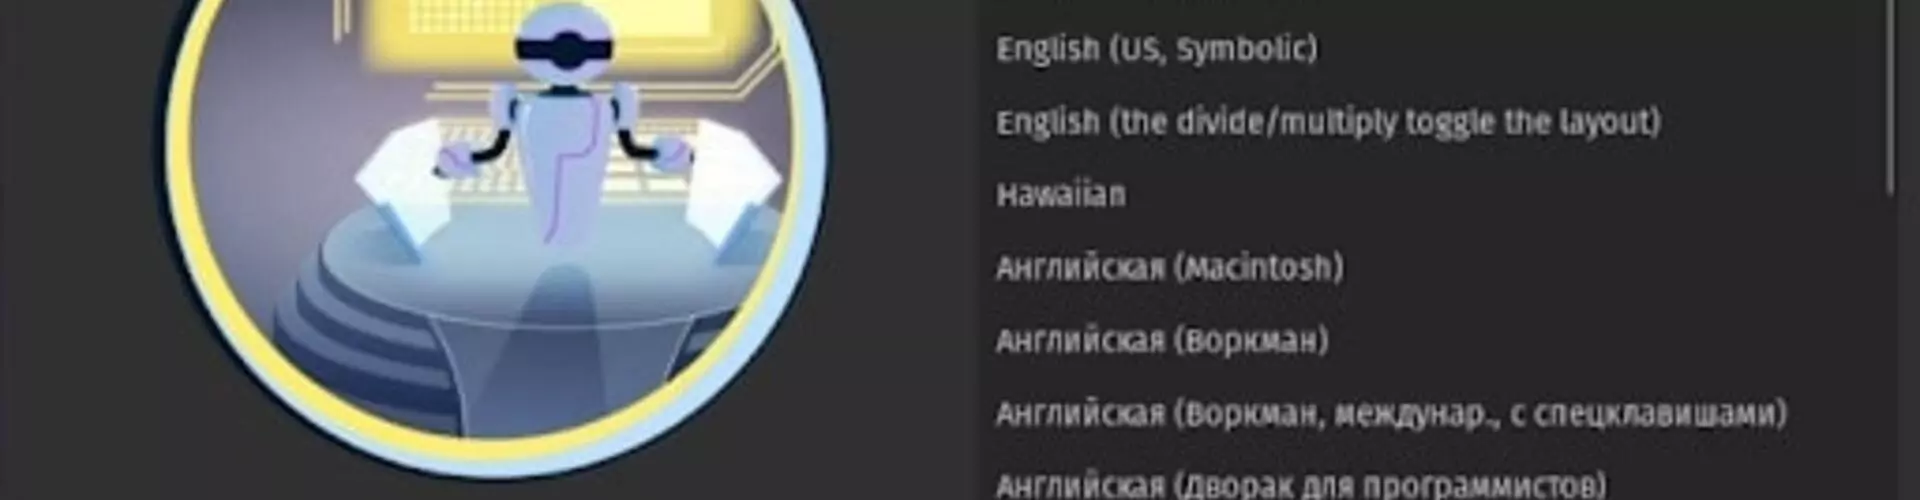 English (US, Symbolic)
English (the divide/multiply toggle the layout)
Hawaiian
Английская (Macintosh)
Английская (Воркман)
Английская (Воркман, междунар., с спецклавишами)
Английская (Дворак для программистов)